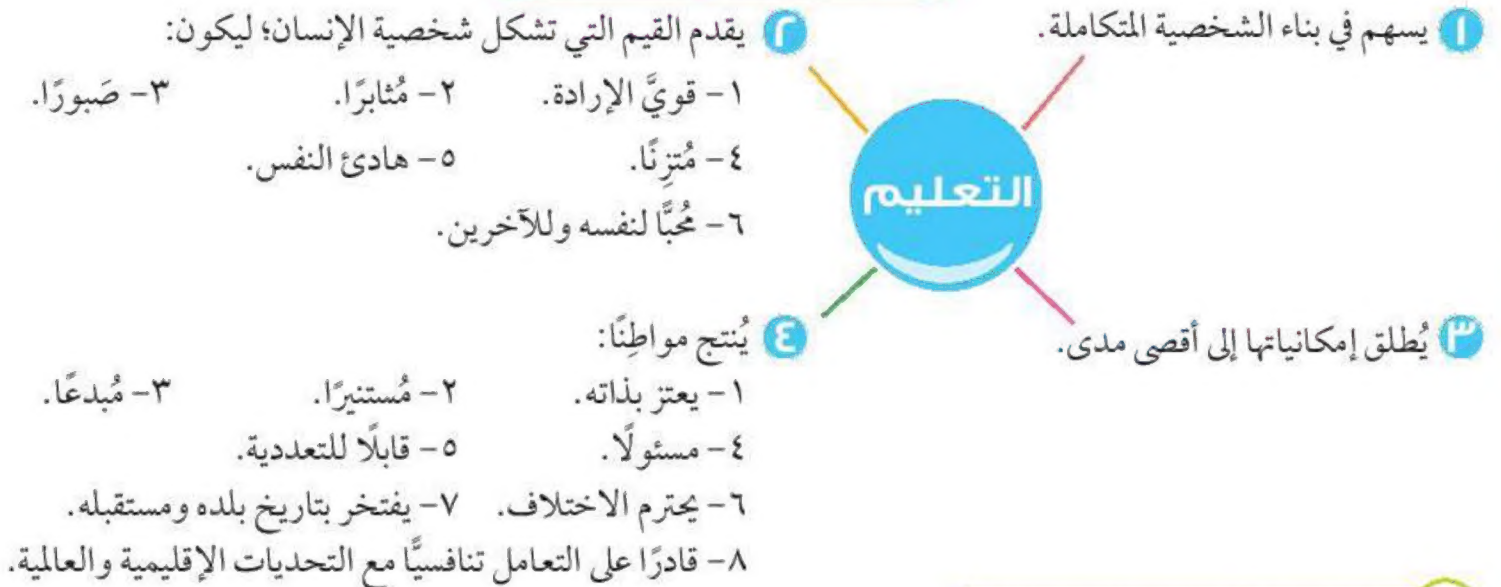 ١ يسهم في بناء الشخصية المتكاملة.
٢ يقدم القيم التي تشكل شخصية الإنسان؛ ليكون:
١- قويَّ الإرادة. ٢- مُثابرًا. ٣- صَبورًا.
٤- مُتزِنًا. ٥- هادئ النفس.
٦- مُحبًّا لنفسه وللآخرين.
التعليم
٣ يُطلق إمكانياتها إلى أقصى مدى.
٤ يُنتج مواطِنًا:
١- يعتز بذاته. ٢- مُستنيرًا. ٣- مُبدعًا.
٤- مسئولًا. ٥- قابلًا للتعددية.
٦- يحترم الاختلاف. ٧- يفتخر بتاريخ بلده ومستقبله.
٨- قادرًا على التعامل تنافسيًّا مع التحديات الإقليمية والعالمية.